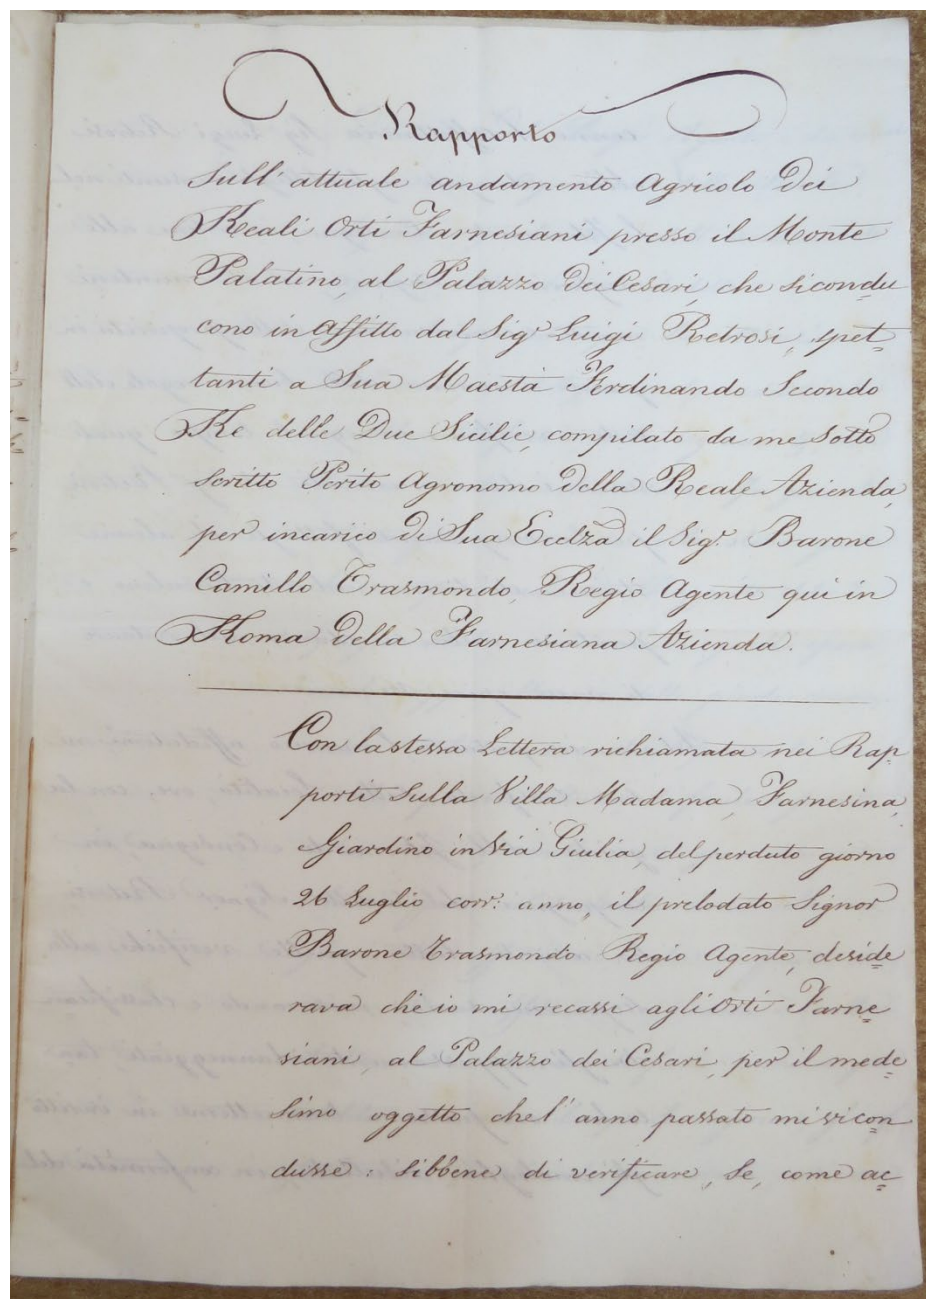 Rapporto
Sull' attuale andamento Agricolo Dei
Reali Orti Farnesiani presso il Monte
Palatino, al Palazzo Dei Cesari, che si condu
cono in Affitto dal Sigr Luigi Retrosi, spet=
tanti a Sua Maestà Ferdinando Secondo
Re delle Due Sicilie, compilato da me Sotto
Scritto Perito Agronomo Della Reale Azienda,
per incarico Di Sua Ecelza il Sigr. Barone
Camillo Trasmondo, Regio Agente qui in
Roma Della Farnesiana Azienda.
Con la stessa Lettera richiamata nei Rap=
porti Sulla Villa Madama, Farnesina,
Giardino in Via Giulia, del perduto giorno
26 Luglio corr: anno, il prelodato Signor
Barone Trasmondo Regio Agente, deside=
rava che io mi recassi agli Orti Farne=
siani, al Palazzo dei Cesari, per il mede=
simo oggetto che l' anno passato mi vi con=
dusse: Sibbene di verificare, Se, come ac=